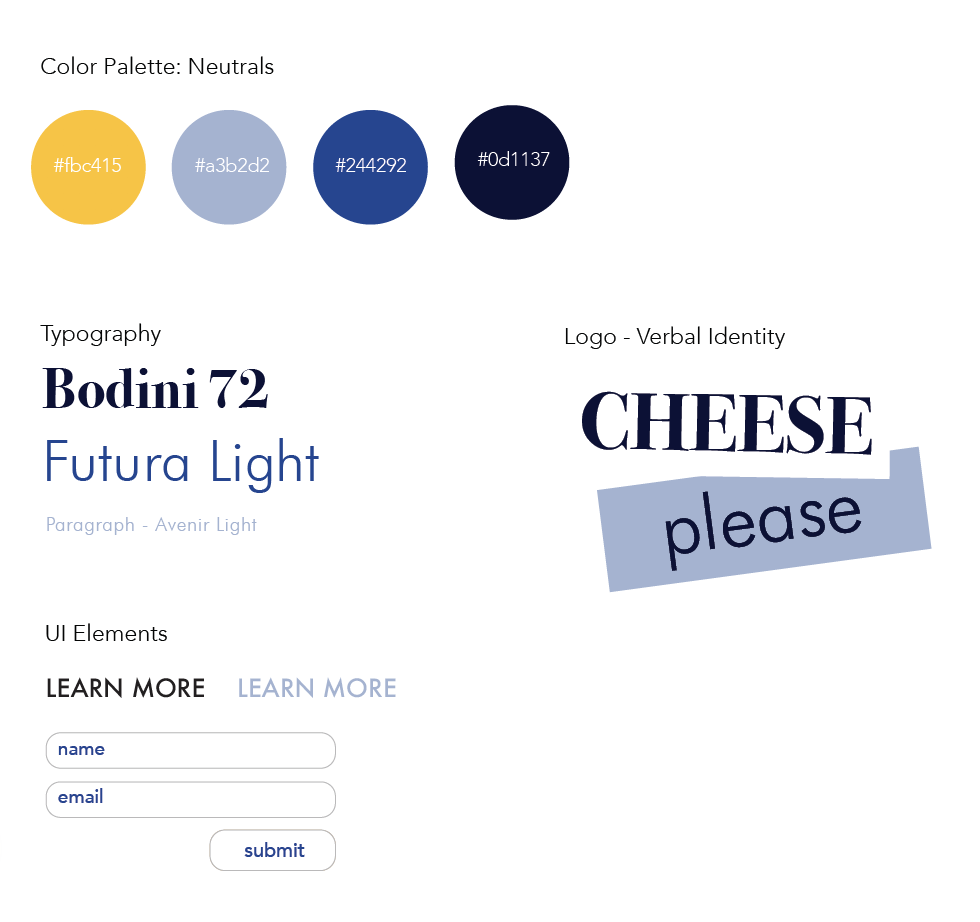 Color Palette: Neutrals
#fbc415
#a3b2d2
#244292
#0d1137
Typography
Bodini 72
Futura Light
Paragraph - Avenir Light
Logo - Verbal Identity
CHEESE
please
UI Elements
LEARN MORE LEARN MORE
name
email
submit